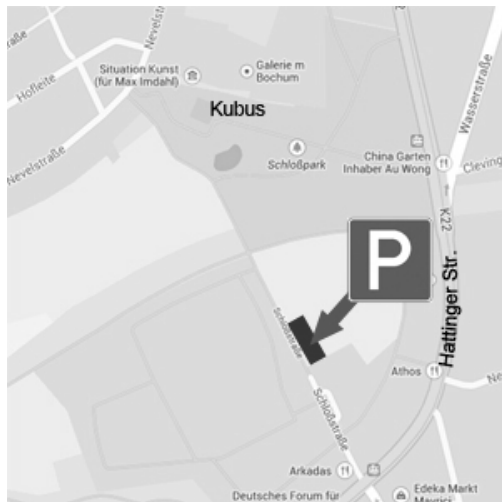 Nevelstraße
Hofleite
Situation Kunst
(für Max Imdahl)
Galerie m
Bochum
Kubus
Schloßpark
Nevelstraße
Wasserstraße
China Garten
Inhaber Au Wong
Cleving
K22
P
Hattinger Str.
Schloßstraße
Athos
Schloßstraße
Arkadas
Edeka Markt
Deutsches Forum für